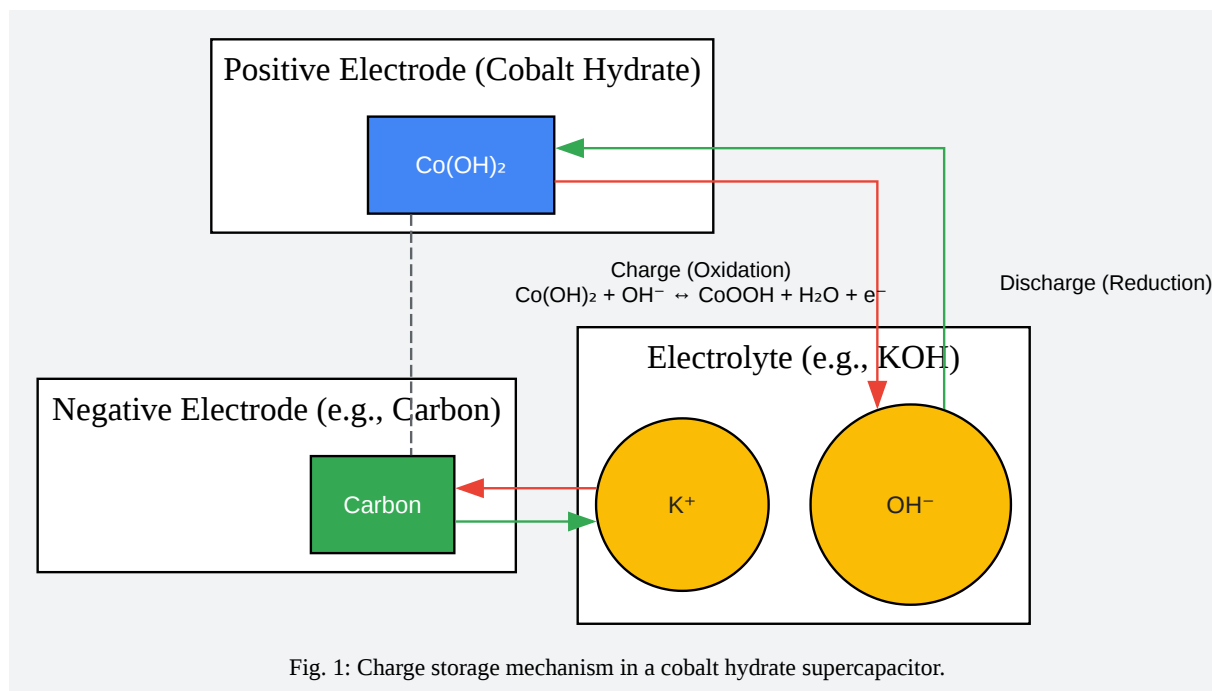 Positive Electrode (Cobalt Hydrate)
Co(OH)₂
Charge (Oxidation)
Co(OH)₂ + OH⁻ ↔ CoOOH + H₂O + e⁻
Discharge (Reduction)
Electrolyte (e.g., KOH)
Negative Electrode (e.g., Carbon)
Carbon
K⁺
OH⁻
Fig. 1: Charge storage mechanism in a cobalt hydrate supercapacitor.